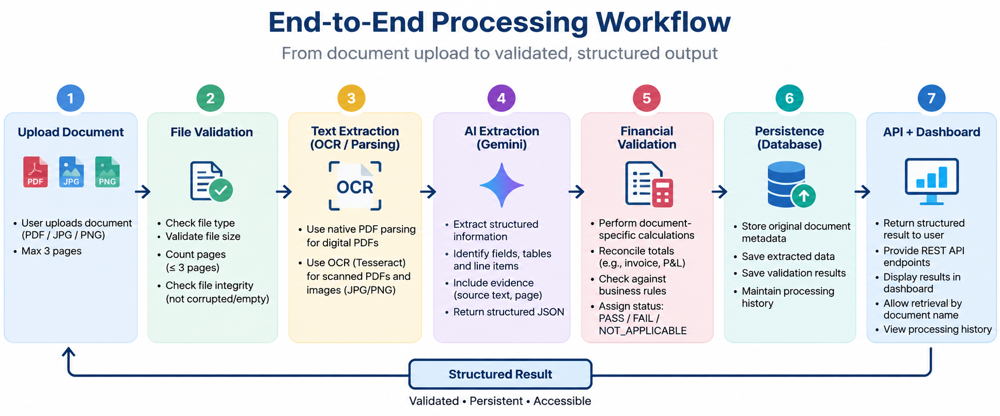 End-to-End Processing Workflow
From document upload to validated, structured output
1
Upload Document
PDF
JPG
PNG
• User uploads document
(PDF / JPG / PNG)
• Max 3 pages
2
File Validation
• Check file type
• Validate file size
• Count pages
(≤ 3 pages)
• Check file integrity
(not corrupted/empty)
3
Text Extraction
(OCR / Parsing)
OCR
• Use native PDF parsing
for digital PDFs
• Use OCR (Tesseract)
for scanned PDFs and
images (JPG/PNG)
4
AI Extraction
(Gemini)
• Extract structured
information
• Identify fields, tables
and line items
• Include evidence
(source text, page)
• Return structured JSON
5
Financial
Validation
• Perform document-
specific calculations
• Reconcile totals
(e.g., invoice, P&L)
• Check against
business rules
• Assign status:
PASS / FAIL /
NOT_APPLICABLE
6
Persistence
(Database)
• Store original document
metadata
• Save extracted data
• Save validation results
• Maintain processing
history
7
API + Dashboard
• Return structured
result to user
• Provide REST API
endpoints
• Display results in
dashboard
• Allow retrieval by
document name
• View processing history
Structured Result
Validated • Persistent • Accessible